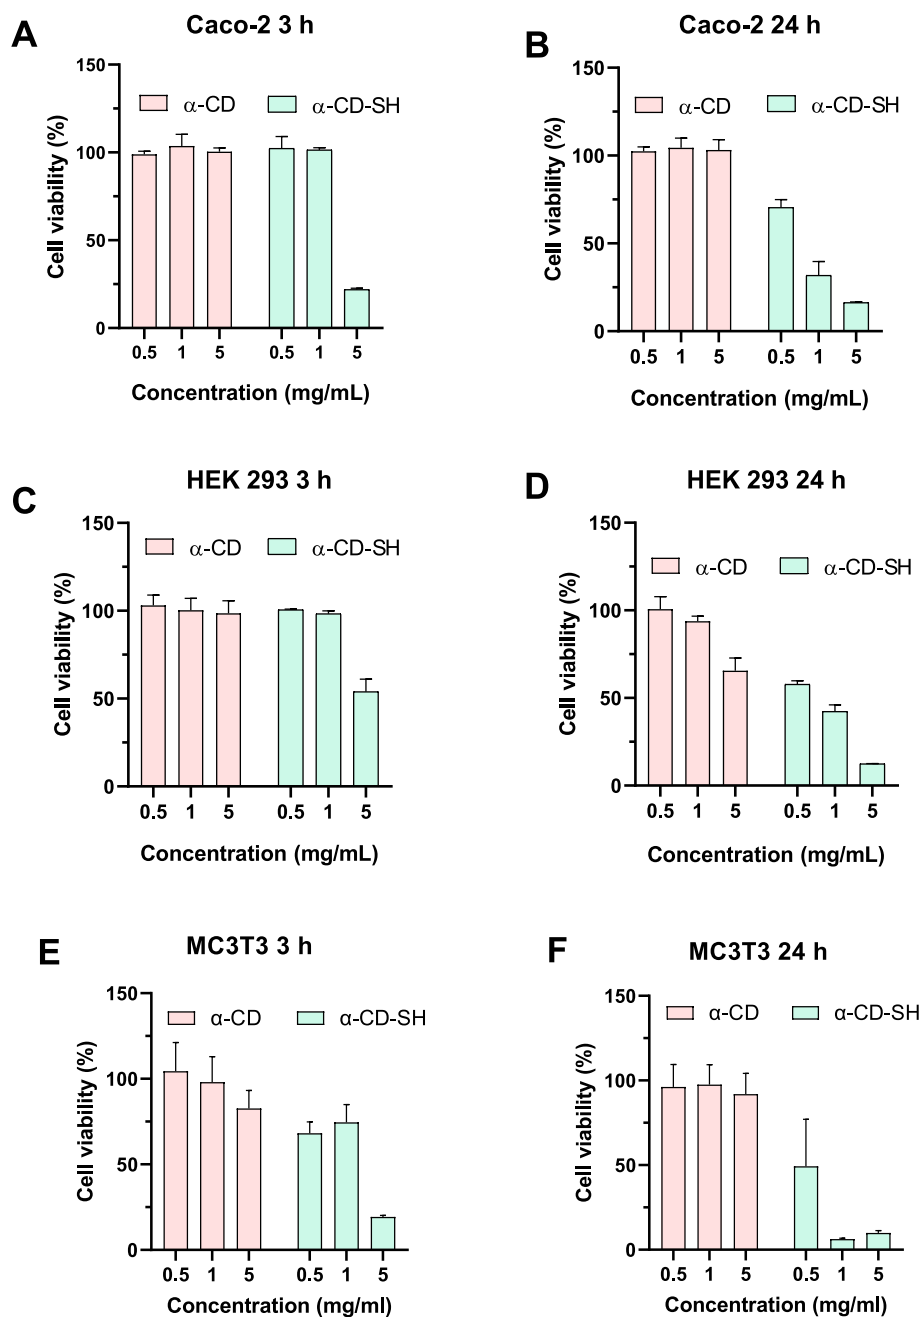 A
Caco-2 3 h
150
100
50
0
Cell viability (%)
α-CD
α-CD-SH
0.5 1 5 0.5 1 5
Concentration (mg/mL)
B
Caco-2 24 h
150
100
50
0
Cell viability (%)
α-CD
α-CD-SH
0.5 1 5 0.5 1 5
Concentration (mg/mL)
C
HEK 293 3 h
150
100
50
0
Cell viability (%)
α-CD
α-CD-SH
0.5 1 5 0.5 1 5
Concentration (mg/mL)
D
HEK 293 24 h
150
100
50
0
Cell viability (%)
α-CD
α-CD-SH
0.5 1 5 0.5 1 5
Concentration (mg/mL)
E
MC3T3 3 h
150
100
50
0
Cell viability (%)
α-CD
α-CD-SH
0.5 1 5 0.5 1 5
Concentration (mg/ml)
F
MC3T3 24 h
150
100
50
0
Cell viability (%)
α-CD
α-CD-SH
0.5 1 5 0.5 1 5
Concentration (mg/ml)